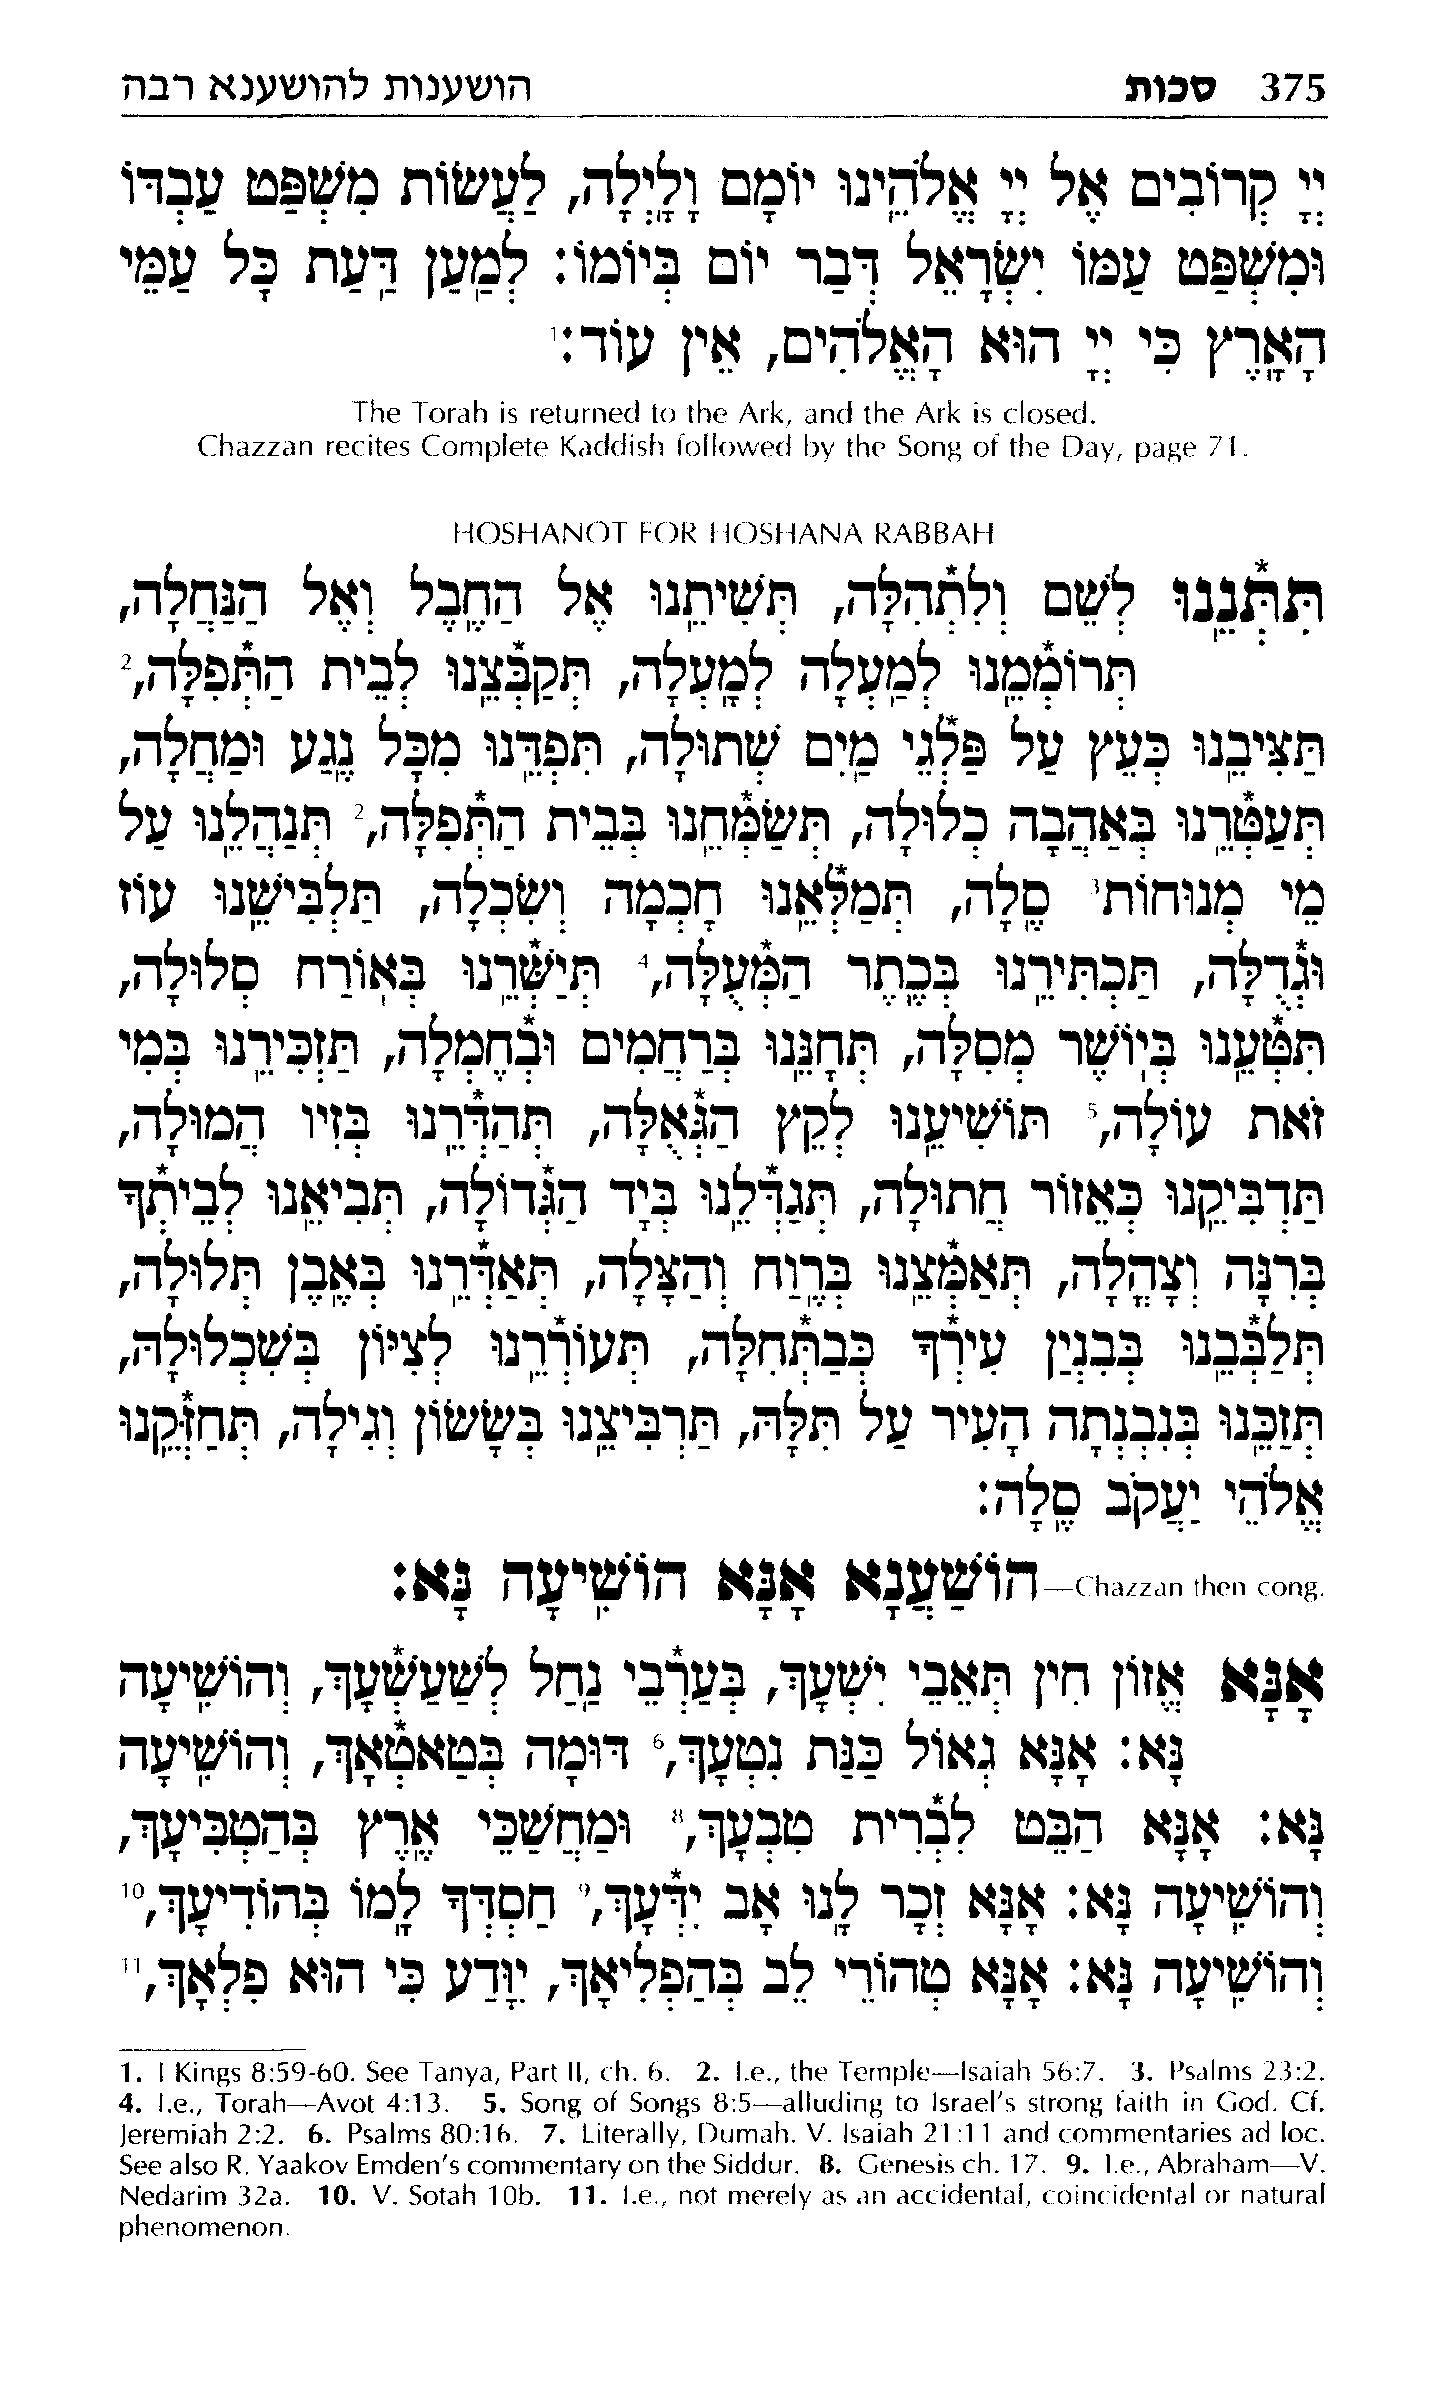 375 סכות הושענות להושענא רבה
יְיָ קְרוֹבִים אֶל יְיָ אֱלֹהֵינוּ יוֹמָם וָלָיְלָה, לַעֲשׂוֹת מִשְׁפַּט עַבְדּוֹ
וּמִשְׁפַּט עַמּוֹ יִשְׂרָאֵל דְּבַר יוֹם בְּיוֹמוֹ: לְמַעַן דַּעַת כָּל עַמֵּי
הָאָרֶץ כִּי יְיָ הוּא הָאֱלֹהִים, אֵין עוֹד:1
The Torah is returned to the Ark, and the Ark is closed.
Chazzan recites Complete Kaddish followed by the Song of the Day, page 71.
HOSHANOT FOR HOSHANA RABBAH
תִּתְּנֵנוּ לְשֵׁם וְלִתְהִלָּה, תְּשִׁיתֵנוּ אֶל הַחֶבֶל וְאֶל הַנַּחֲלָה,
תְּרוֹמְמֵנוּ לְמַעְלָה לְמָעְלָה, תְּקַבְּצֵנוּ לְבֵית הַתְּפִלָּה,2
תַּצִּיבֵנוּ כְּעֵץ עַל פַּלְגֵי מַיִם שְׁתוּלָה, תִּפְדֵּנוּ מִכָּל נֶגַע וּמַחֲלָה,
תְּעַטְּרֵנוּ בְּאַהֲבָה כְלוּלָה, תְּשַׂמְּחֵנוּ בְּבֵית הַתְּפִלָּה,2 תְּנַהֲלֵנוּ עַל
מֵי מְנוּחוֹת3 סֶלָה, תְּמַלְּאֵנוּ חָכְמָה וְשִׂכְלָה, תַּלְבִּישֵׁנוּ עוֹז
וּגְדֻלָּה, תַּכְתִּירֵנוּ בְּכֶתֶר הַמְּעֻלָּה,4 תְּיַשְּׁרֵנוּ בְּאוֹרַח סְלוּלָה,
תִּטָּעֵנוּ בְּיוֹשֶׁר מְסִלָּה, תְּחָנֵּנוּ בְּרַחֲמִים וּבְחֶמְלָה, תַּזְכִּירֵנוּ בְּמִי
זֹאת עוֹלָה,5 תּוֹשִׁיעֵנוּ לְקֵץ הַגְּאֻלָּה, תְּהַדְּרֵנוּ בְּזִיו הֲמוּלָה,
תַּדְבִּיקֵנוּ כְּאֵזוֹר חֲתוּלָה, תְּגַדְּלֵנוּ בְּיָד הַגְּדוֹלָה, תְּבִיאֵנוּ לְבֵיתְךָ
בְּרִנָּה וְצָהֳלָה, תְּאַמְּצֵנוּ בְּרֶוַח וְהַצָּלָה, תְּאַדְּרֵנוּ בְּאֶבֶן תְּלוּלָה,
תְּלַבְּבֵנוּ בְּבִנְיַן עִירְךָ כְּבַתְּחִלָּה, תְּעוֹרְרֵנוּ לְצִיּוֹן בְּשִׁכְלוּלָהּ,
תְּזַכֵּנוּ בְּנִבְנְתָה הָעִיר עַל תִּלָּהּ, תַּרְבִּיצֵנוּ בְּשָׂשׂוֹן וְגִילָה, תְּחַזְּקֵנוּ
אֱלֹהֵי יַעֲקֹב סֶלָה:
Chazzan then cong.—הוֹשַׁעֲנָא אָנָּא הוֹשִׁיעָה נָּא:
אָנָּא אֱזוֹן חִין תְּאֵבֵי יִשְׁעָךְ, בְּעַרְבֵי נַחַל לְשַׁעַשְׁעָךְ, וְהוֹשִׁיעָה
נָּא: אָנָּא גְּאוֹל כַּנַּת נִטְעָךְ,6 דּוּמָה בְּטַאטְּאָךְ, וְהוֹשִׁיעָה
נָּא: אָנָּא הַבֵּט לִבְּרִית טִבְעָךְ,8 וּמַחֲשַׁכֵּי אֶרֶץ בְּהַטְבִּיעָךְ,
וְהוֹשִׁיעָה נָּא: אָנָּא זְכָר לָנוּ אָב יִדְּעָךְ,9 חַסְדְּךָ לָמוֹ בְּהוֹדִיעָךְ,10
וְהוֹשִׁיעָה נָּא: אָנָּא טְהוֹרֵי לֵב בְּהַפְלִיאָךְ, יִוָּדַע כִּי הוּא פִלְאָךְ,11
1. I Kings 8:59-60. See Tanya, Part II, ch. 6. 2. I.e., the Temple—Isaiah 56:7. 3. Psalms 23:2.
4. I.e., Torah—Avot 4:13. 5. Song of Songs 8:5—alluding to Israel's strong faith in God. Cf.
Jeremiah 2:2. 6. Psalms 80:16. 7. Literally, Dumah. V. Isaiah 21:11 and commentaries ad loc.
See also R. Yaakov Emden's commentary on the Siddur. 8. Genesis ch. 17. 9. I.e., Abraham—V.
Nedarim 32a. 10. V. Sotah 10b. 11. I.e., not merely as an accidental, coincidental or natural
phenomenon.